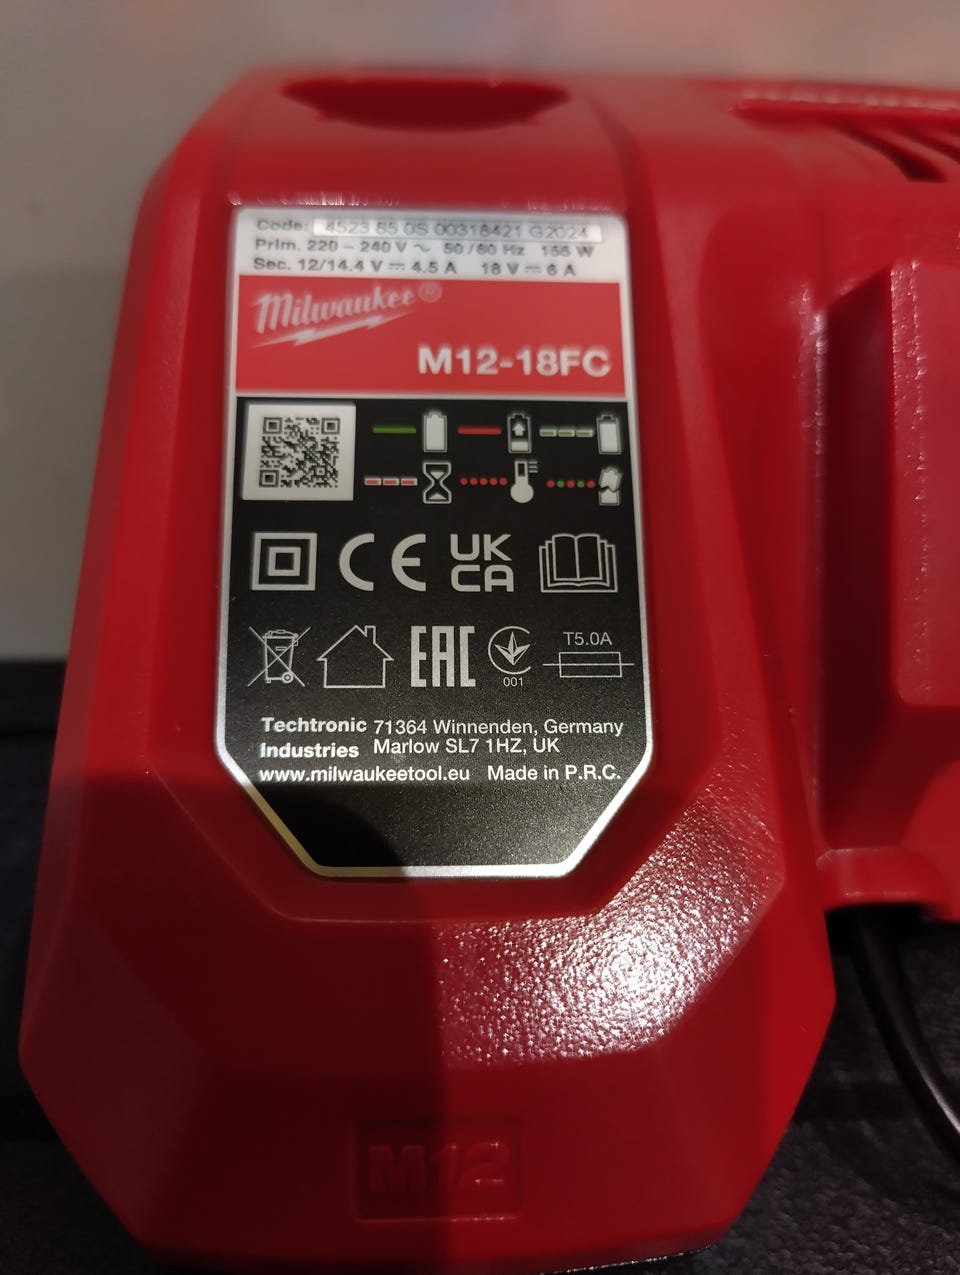 Code: 4523 85 0S 00318421 G2024
Prim. 220 – 240 V ~ 50/60 Hz 155 W
Sec. 12/14.4 V ⎓ 4.5 A 18 V ⎓ 6 A
Milwaukee®
M12-18FC
CE UK CA
EAC
001
T5.0A
Techtronic 71364 Winnenden, Germany
Industries Marlow SL7 1HZ, UK
www.milwaukeetool.eu Made in P.R.C.
M12